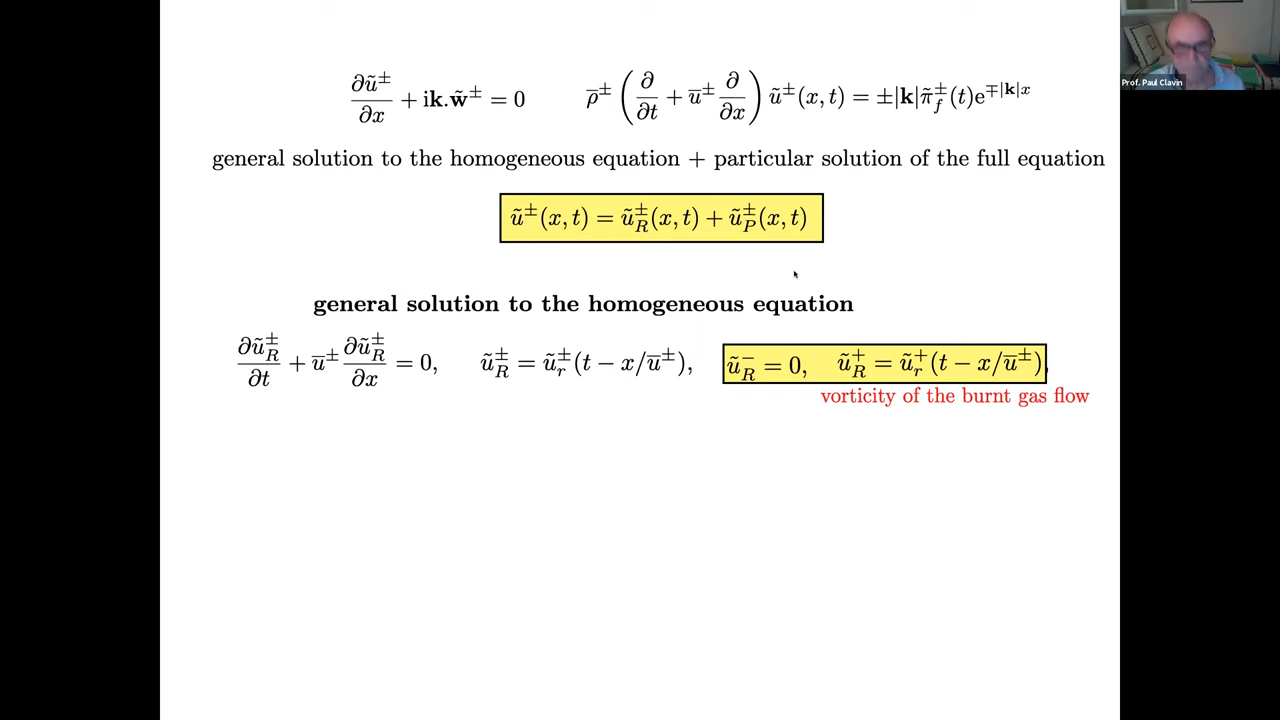 ∂ũ±/∂x + ik.w̃± = 0    ρ̅± (∂/∂t + u̅± ∂/∂x) ũ±(x, t) = ±|k|π̃f±(t)e∓|k|x
general solution to the homogeneous equation + particular solution of the full equation
ũ±(x, t) = ũR±(x, t) + ũP±(x, t)
general solution to the homogeneous equation
∂ũR±/∂t + u̅± ∂ũR±/∂x = 0,    ũR± = ũr±(t − x/u̅±),    ũR− = 0,    ũR+ = ũr+(t − x/u̅±),
vorticity of the burnt gas flow
Prof. Paul Clavin